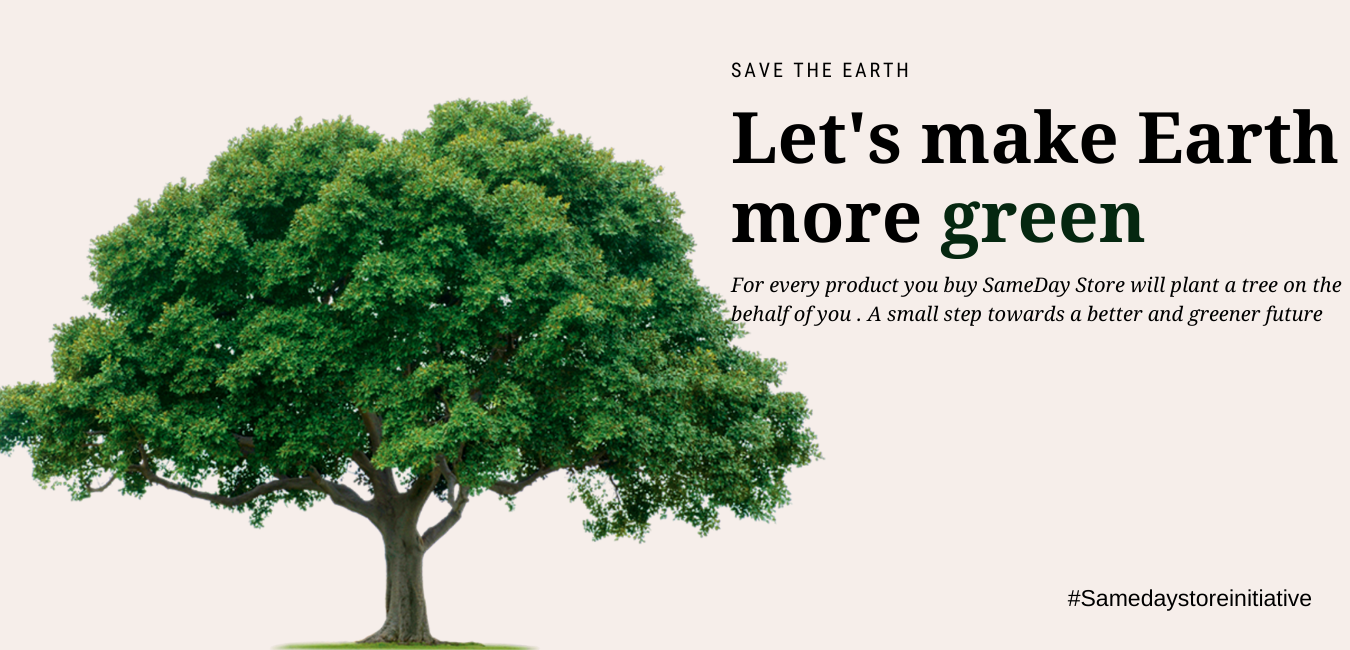 SAVE THE EARTH
Let's make Earth
more green
For every product you buy SameDay Store will plant a tree on the
behalf of you . A small step towards a better and greener future
#Samedaystoreinitiative